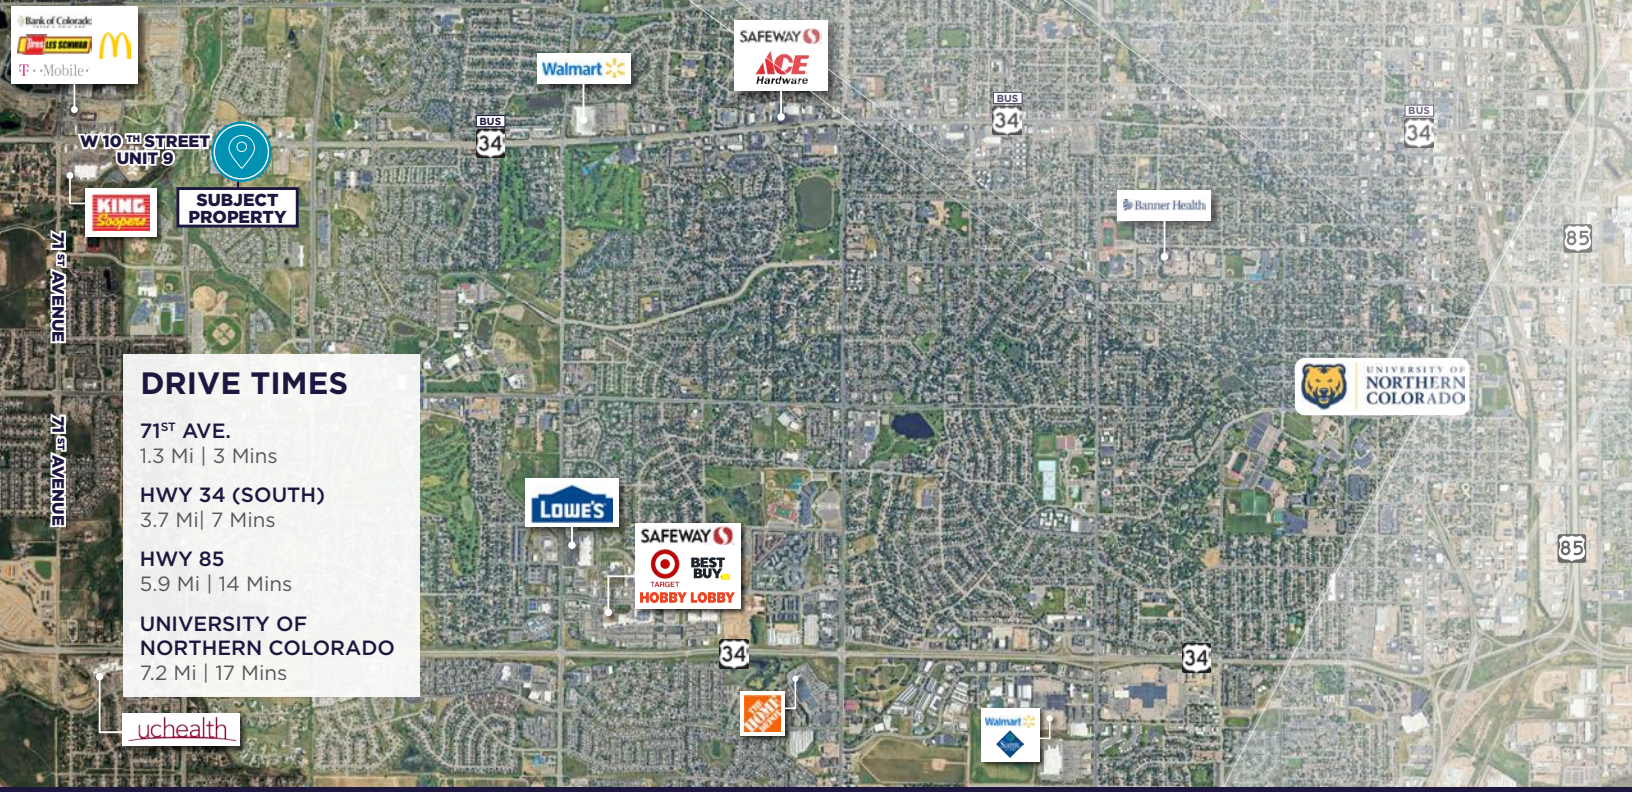 Bank of Colorado
Tires LES SCHWAB
T··Mobile·
W 10 TH STREET
UNIT 9
SUBJECT
PROPERTY
KING
Soopers
71ST AVENUE
71ST AVENUE
Walmart
SAFEWAY
ACE
Hardware
BUS
34
BUS
34
BUS
34
Banner Health
85
UNIVERSITY OF
NORTHERN
COLORADO
85
DRIVE TIMES
71ST AVE.
1.3 Mi | 3 Mins
HWY 34 (SOUTH)
3.7 Mi| 7 Mins
HWY 85
5.9 Mi | 14 Mins
UNIVERSITY OF
NORTHERN COLORADO
7.2 Mi | 17 Mins
LOWE'S
SAFEWAY
TARGET
BEST
BUY
HOBBY LOBBY
34
34
THE
HOME
DEPOT
Walmart
Sam's
uchealth